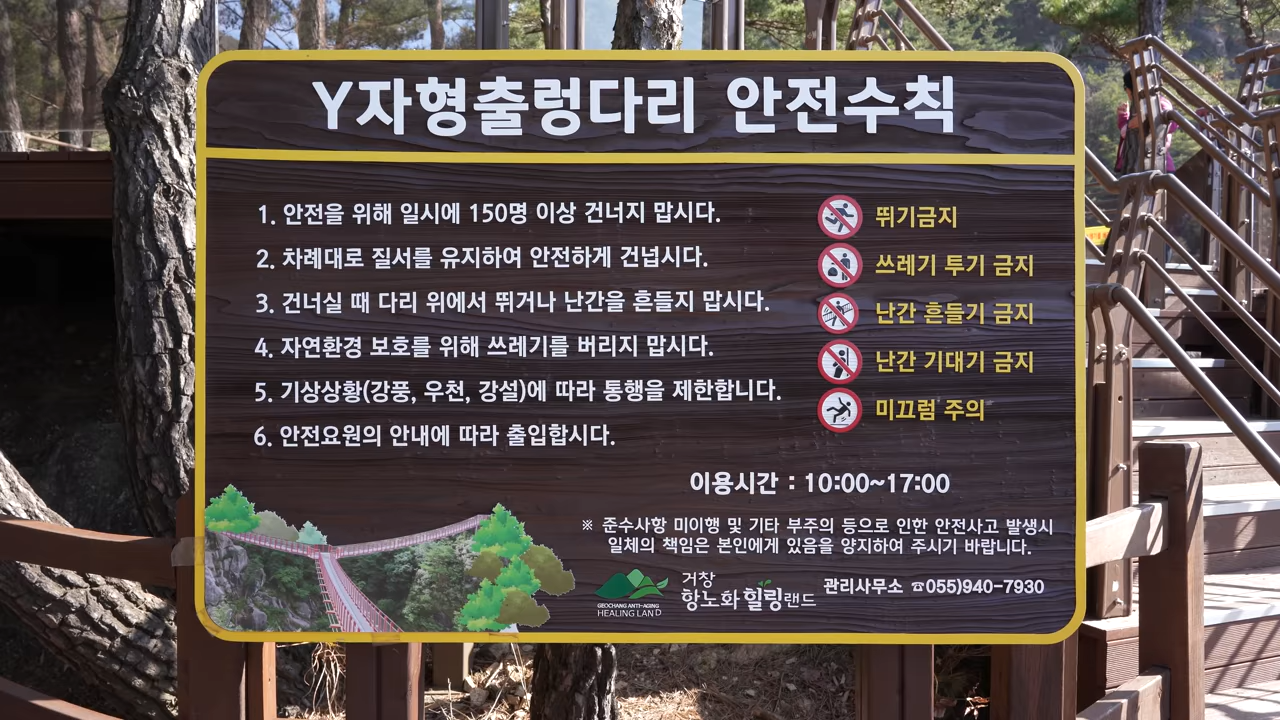 Y자형출렁다리 안전수칙
1. 안전을 위해 일시에 150명 이상 건너지 맙시다.
2. 차례대로 질서를 유지하여 안전하게 건넙시다.
3. 건너실 때 다리 위에서 뛰거나 난간을 흔들지 맙시다.
4. 자연환경 보호를 위해 쓰레기를 버리지 맙시다.
5. 기상상황(강풍, 우천, 강설)에 따라 통행을 제한합니다.
6. 안전요원의 안내에 따라 출입합시다.
뛰기금지
쓰레기 투기 금지
난간 흔들기 금지
난간 기대기 금지
미끄럼 주의
이용시간 : 10:00~17:00
※ 준수사항 미이행 및 기타 부주의 등으로 인한 안전사고 발생시
일체의 책임은 본인에게 있음을 양지하여 주시기 바랍니다.
GEOCHANG ANTI-AGING
HEALING LAND
거창
항노화 힐링랜드
관리사무소 ☎055)940-7930